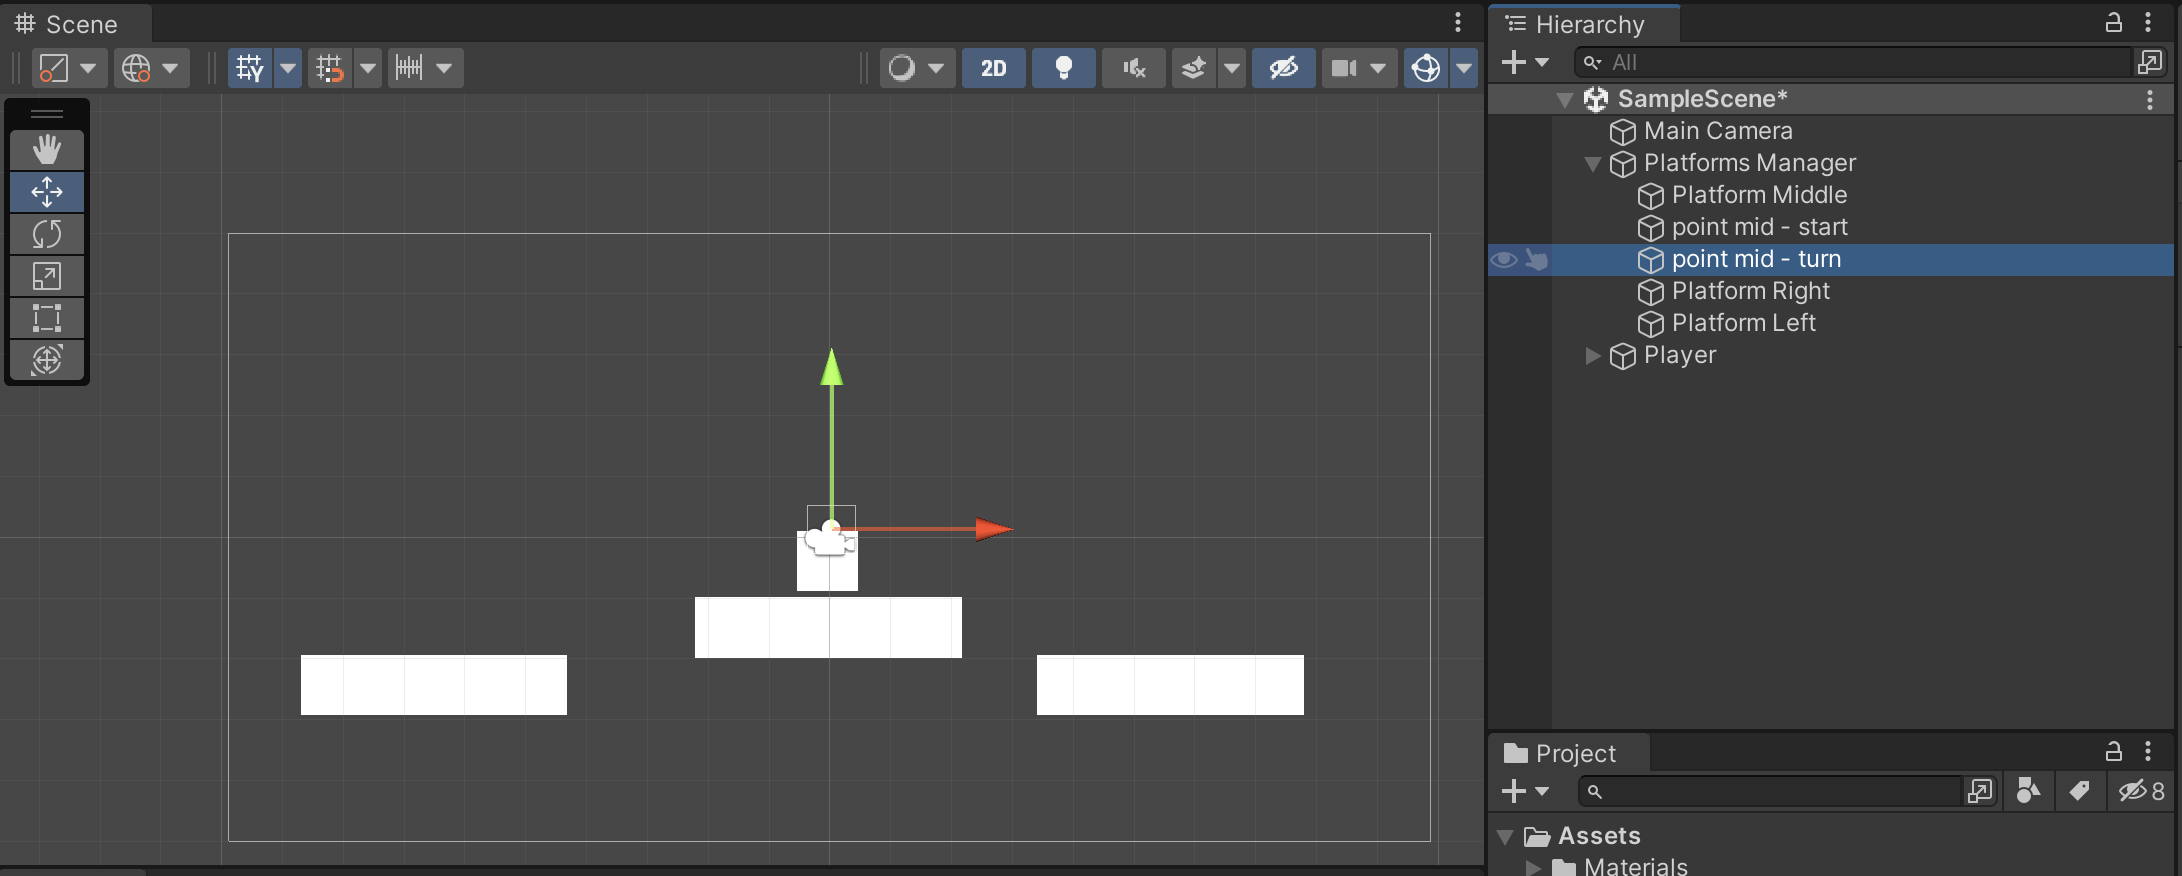 Scene
2D
Hierarchy
All
SampleScene*
Main Camera
Platforms Manager
Platform Middle
point mid - start
point mid - turn
Platform Right
Platform Left
Player
Project
8
Assets
Materials